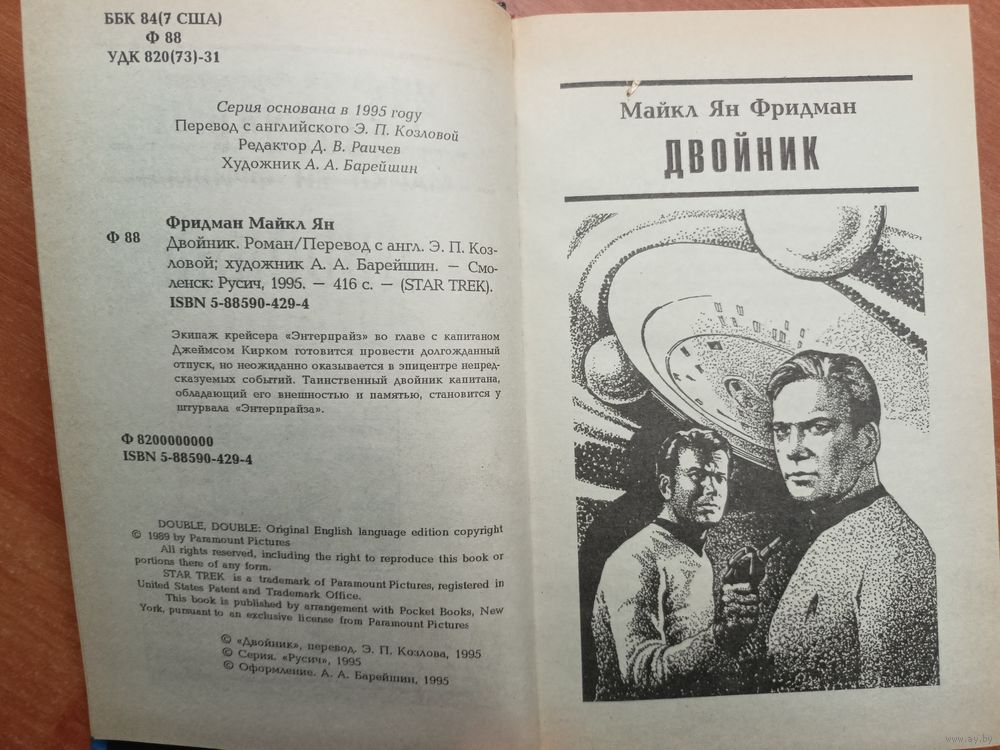 ББК 84(7 США)
Ф 88
УДК 820(73)-31
Серия основана в 1995 году
Перевод с английского Э. П. Козловой
Редактор Д. В. Раичев
Художник А. А. Барейшин
Фридман Майкл Ян
Ф 88
Двойник. Роман/Перевод с англ. Э. П. Коз-
ловой; художник А. А. Барейшин. — Смо-
ленск: Русич, 1995. — 416 с. — (STAR TREK).
ISBN 5-88590-429-4
Экипаж крейсера «Энтерпрайз» во главе с капитаном
Джеймсом Кирком готовится провести долгожданный
отпуск, но неожиданно оказывается в эпицентре непред-
сказуемых событий. Таинственный двойник капитана,
обладающий его внешностью и памятью, становится у
штурвала «Энтерпрайза».
Ф 8200000000
ISBN 5-88590-429-4
DOUBLE, DOUBLE: Original English language edition copyright
© 1989 by Paramount Pictures
All rights reserved, including the right to reproduce this book or
portions there of any form.
STAR TREK is a trademark of Paramount Pictures, registered in
United States Patent and Trademark Office.
This book is published by arrangement with Pocket Books, New
York, pursuant to an exclusive license from Paramount Pictures
© «Двойник», перевод. Э. П. Козлова, 1995
© Серия. «Русич», 1995
© Оформление. А. А. Барейшин, 1995
Майкл Ян Фридман
ДВОЙНИК
www.ay.by